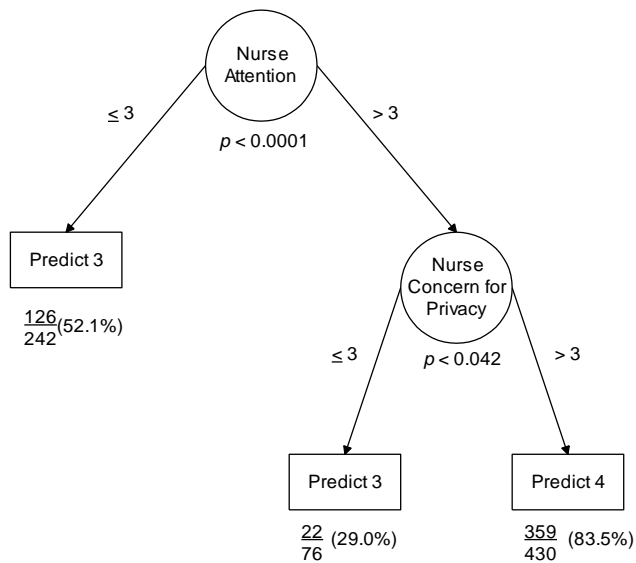 Nurse
Attention
≤ 3
> 3
p < 0.0001
Predict 3
126
242
(52.1%)
Nurse
Concern for
Privacy
≤ 3
> 3
p < 0.042
Predict 3
Predict 4
22
76
(29.0%)
359
430
(83.5%)